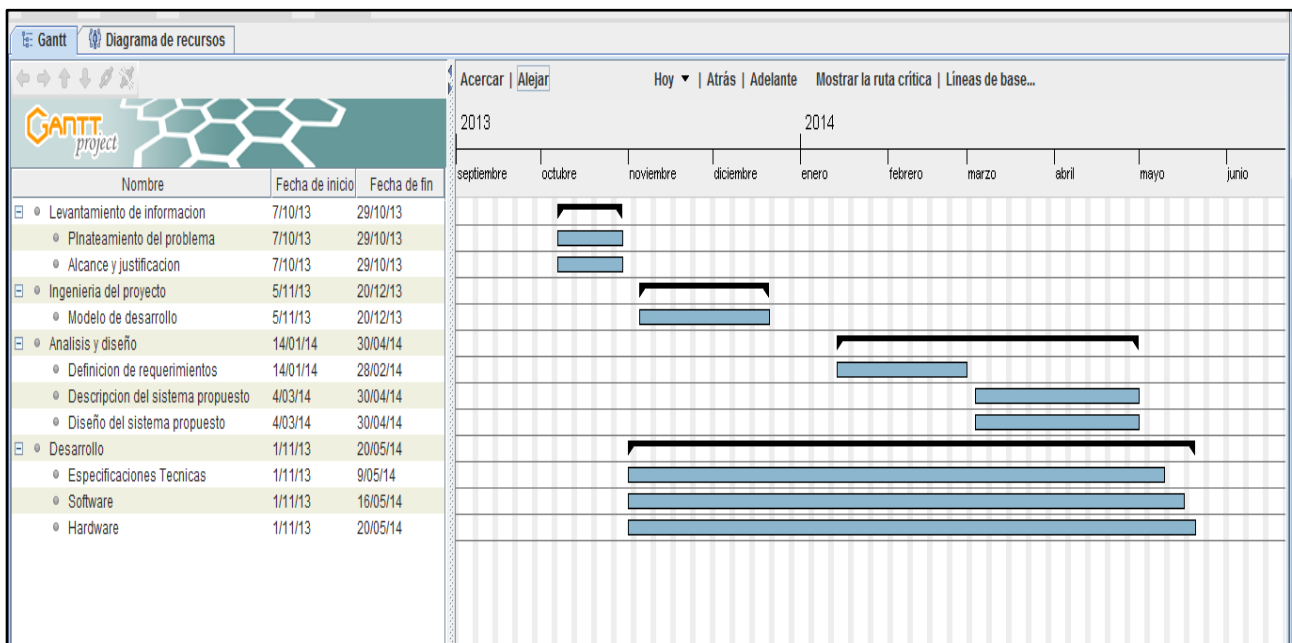 Gantt Diagrama de recursos
Acercar | Alejar Hoy ▼ | Atrás | Adelante Mostrar la ruta crítica | Líneas de base...
GANTT project
2013 2014
septiembre octubre noviembre diciembre enero febrero marzo abril mayo junio
Nombre Fecha de inicio Fecha de fin
Levantamiento de informacion 7/10/13 29/10/13
Plnateamiento del problema 7/10/13 29/10/13
Alcance y justificacion 7/10/13 29/10/13
Ingenieria del proyecto 5/11/13 20/12/13
Modelo de desarrollo 5/11/13 20/12/13
Analisis y diseño 14/01/14 30/04/14
Definicion de requerimientos 14/01/14 28/02/14
Descripcion del sistema propuesto 4/03/14 30/04/14
Diseño del sistema propuesto 4/03/14 30/04/14
Desarrollo 1/11/13 20/05/14
Especificaciones Tecnicas 1/11/13 9/05/14
Software 1/11/13 16/05/14
Hardware 1/11/13 20/05/14